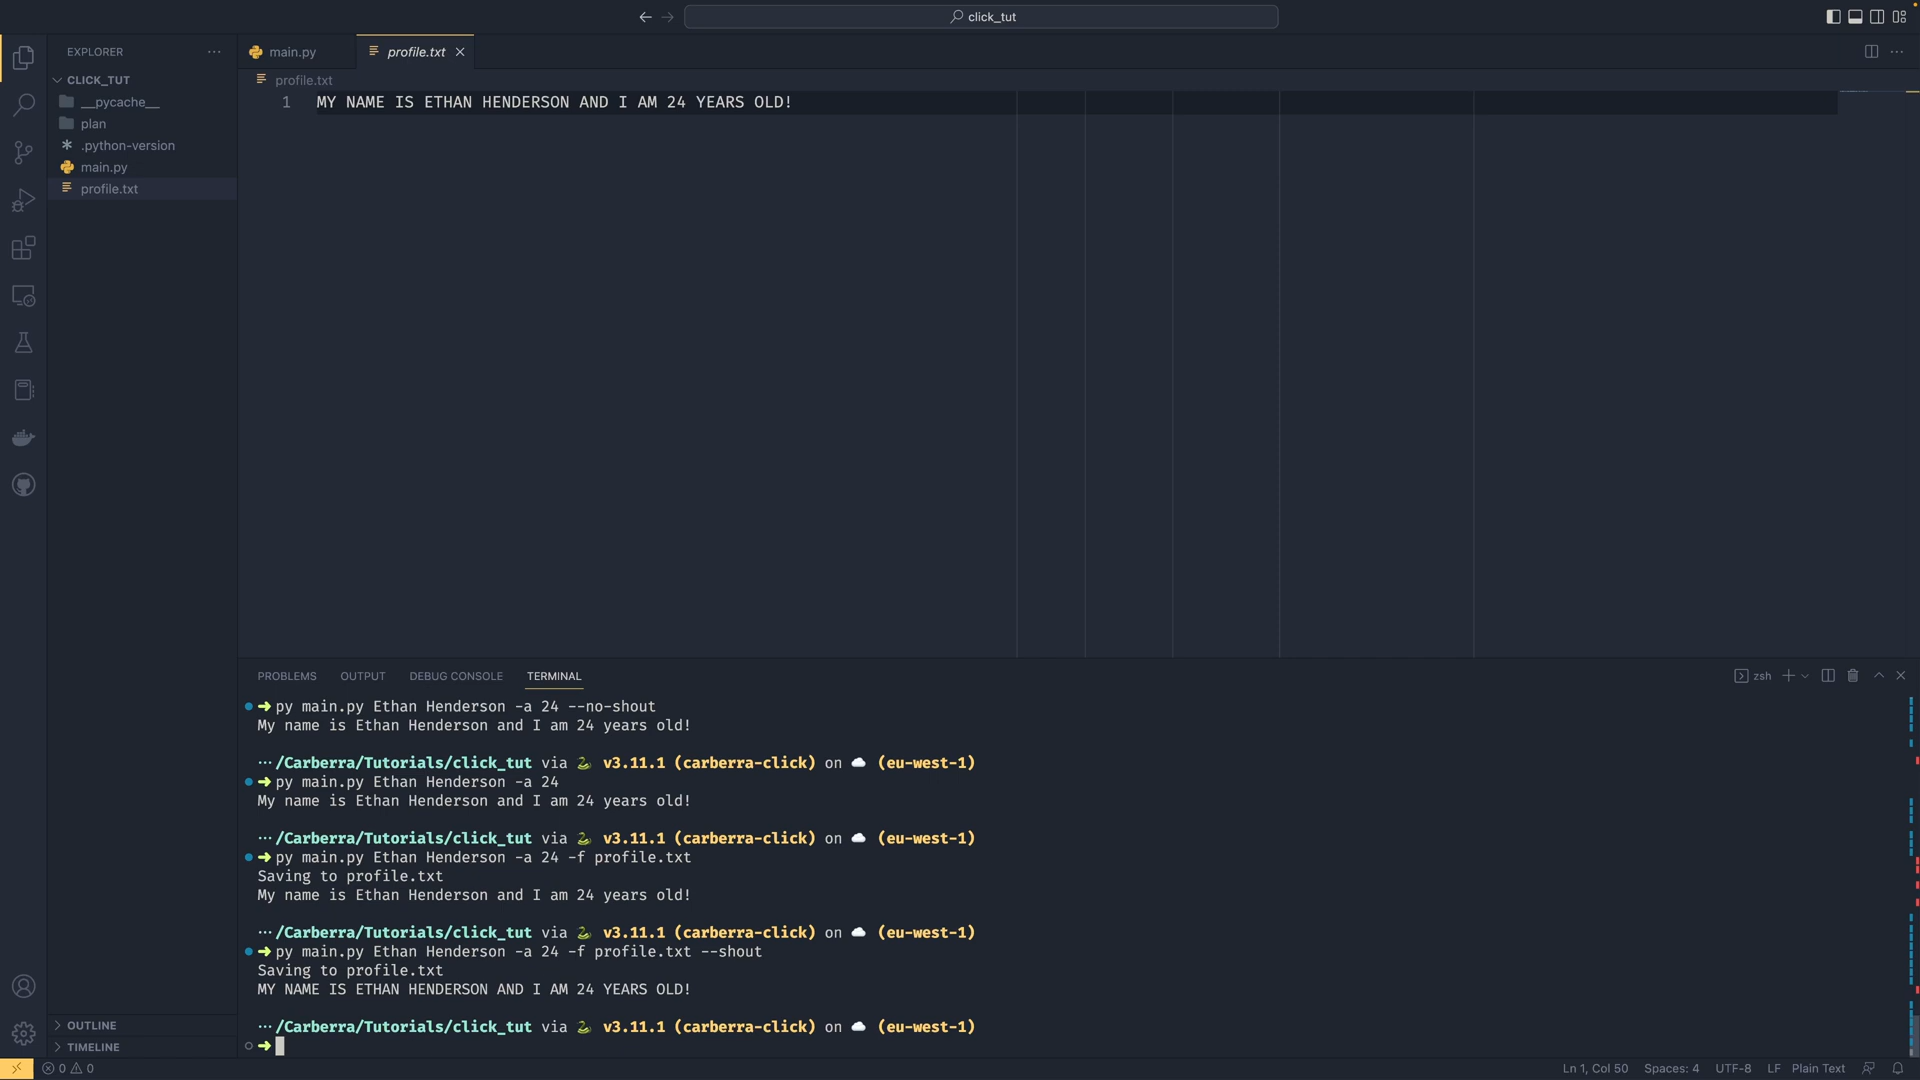 click_tut
EXPLORER
CLICK_TUT
__pycache__
plan
.python-version
main.py
profile.txt
OUTLINE
TIMELINE
main.py
profile.txt
profile.txt
1 MY NAME IS ETHAN HENDERSON AND I AM 24 YEARS OLD!
PROBLEMS OUTPUT DEBUG CONSOLE TERMINAL
zsh
➜ py main.py Ethan Henderson -a 24 --no-shout
My name is Ethan Henderson and I am 24 years old!
…/Carberra/Tutorials/click_tut via 🐍 v3.11.1 (carberra-click) on ☁️ (eu-west-1)
➜ py main.py Ethan Henderson -a 24
My name is Ethan Henderson and I am 24 years old!
…/Carberra/Tutorials/click_tut via 🐍 v3.11.1 (carberra-click) on ☁️ (eu-west-1)
➜ py main.py Ethan Henderson -a 24 -f profile.txt
Saving to profile.txt
My name is Ethan Henderson and I am 24 years old!
…/Carberra/Tutorials/click_tut via 🐍 v3.11.1 (carberra-click) on ☁️ (eu-west-1)
➜ py main.py Ethan Henderson -a 24 -f profile.txt --shout
Saving to profile.txt
MY NAME IS ETHAN HENDERSON AND I AM 24 YEARS OLD!
…/Carberra/Tutorials/click_tut via 🐍 v3.11.1 (carberra-click) on ☁️ (eu-west-1)
➜
0 0
Ln 1, Col 50 Spaces: 4 UTF-8 LF Plain Text